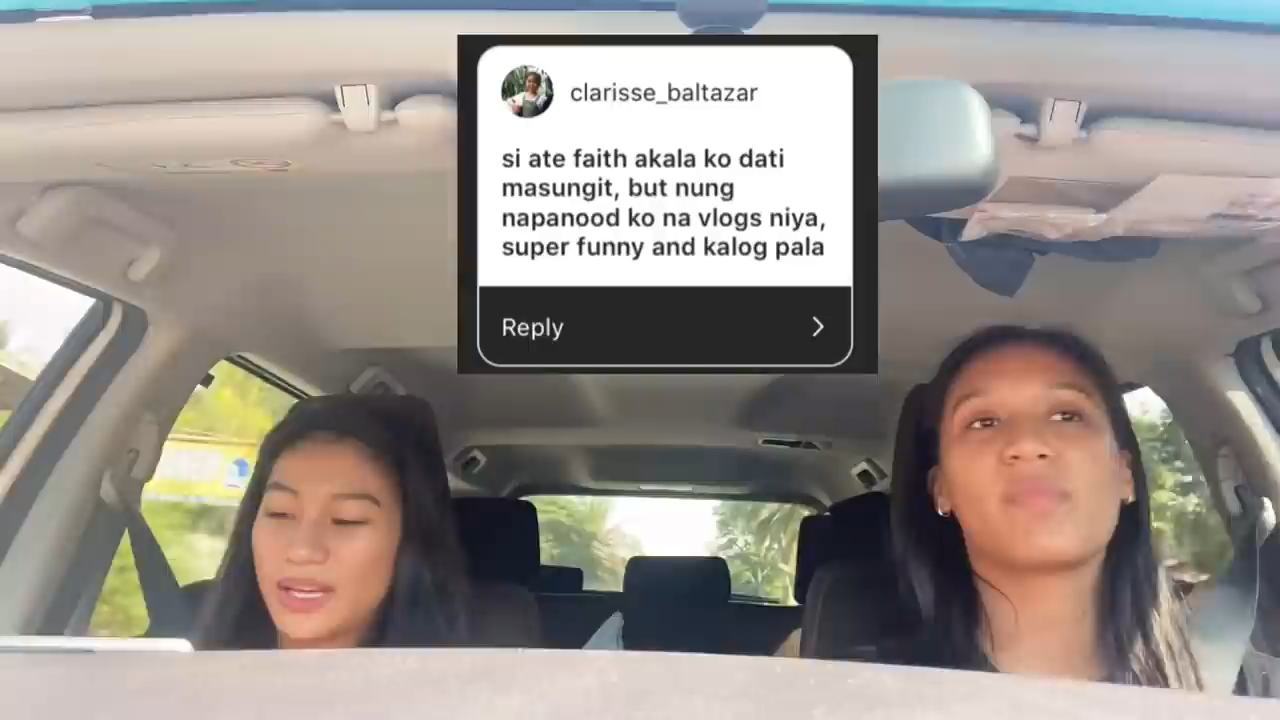 clarisse_baltazar
si ate faith akala ko dati
masungit, but nung
napanood ko na vlogs niya,
super funny and kalog pala
Reply